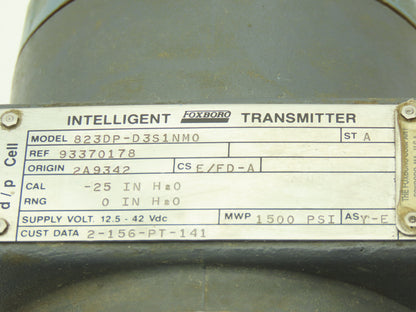 INTELLIGENT FOXBORO TRANSMITTER
MODEL 823DP-D3S1NM0 ST A
REF 93370178
ORIGIN 2A9342 CS E/FD-A
CAL -25 IN H2O
RNG 0 IN H2O
SUPPLY VOLT. 12.5 - 42 Vdc MWP 1500 PSI AS Y-E
CUST DATA 2-156-PT-141
d / p Cell